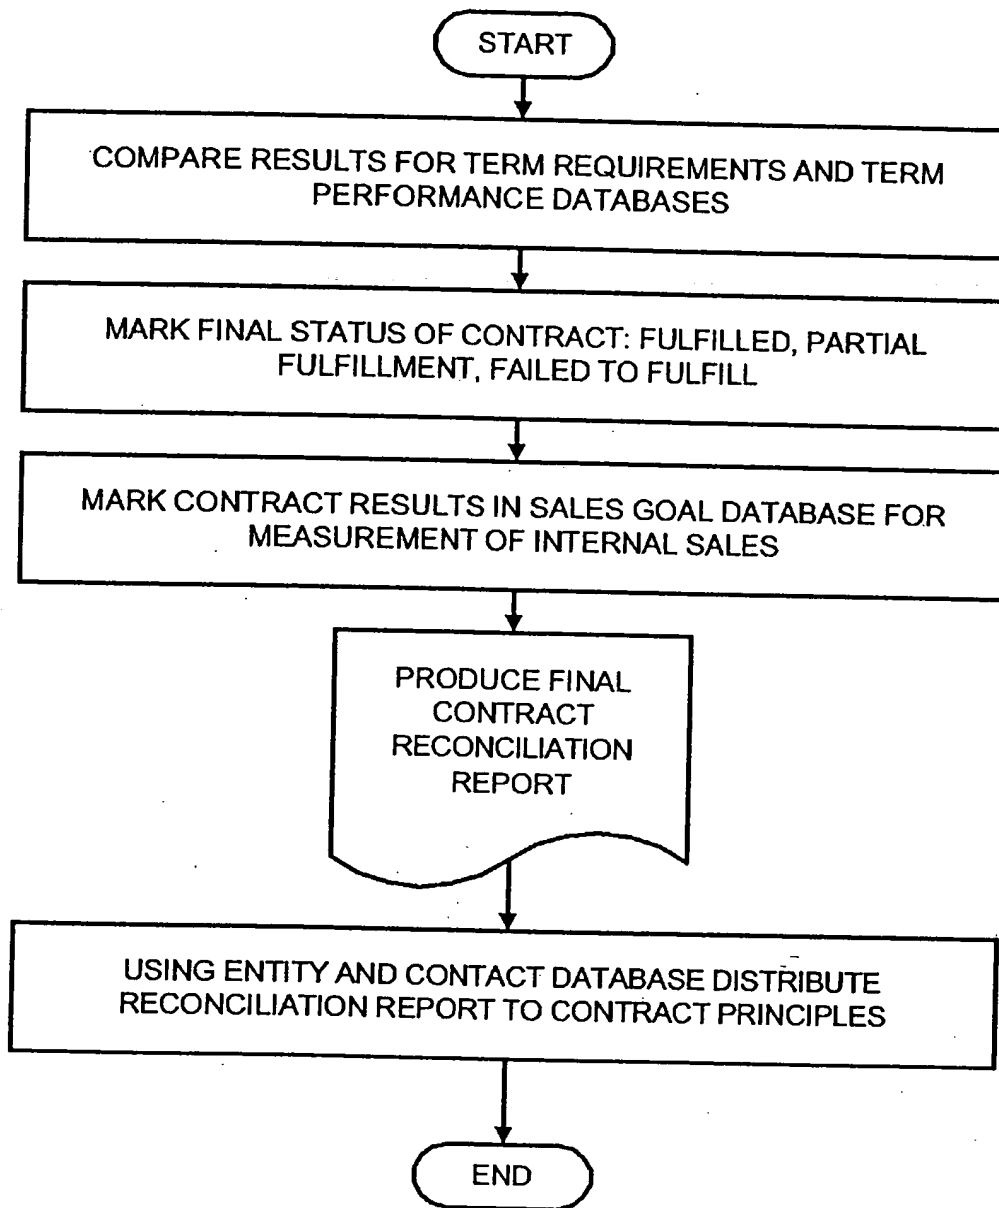 START
COMPARE RESULTS FOR TERM REQUIREMENTS AND TERM
PERFORMANCE DATABASES
MARK FINAL STATUS OF CONTRACT: FULFILLED, PARTIAL
FULFILLMENT, FAILED TO FULFILL
MARK CONTRACT RESULTS IN SALES GOAL DATABASE FOR
MEASUREMENT OF INTERNAL SALES
PRODUCE FINAL
CONTRACT
RECONCILIATION
REPORT
USING ENTITY AND CONTACT DATABASE DISTRIBUTE
RECONCILIATION REPORT TO CONTRACT PRINCIPLES
END